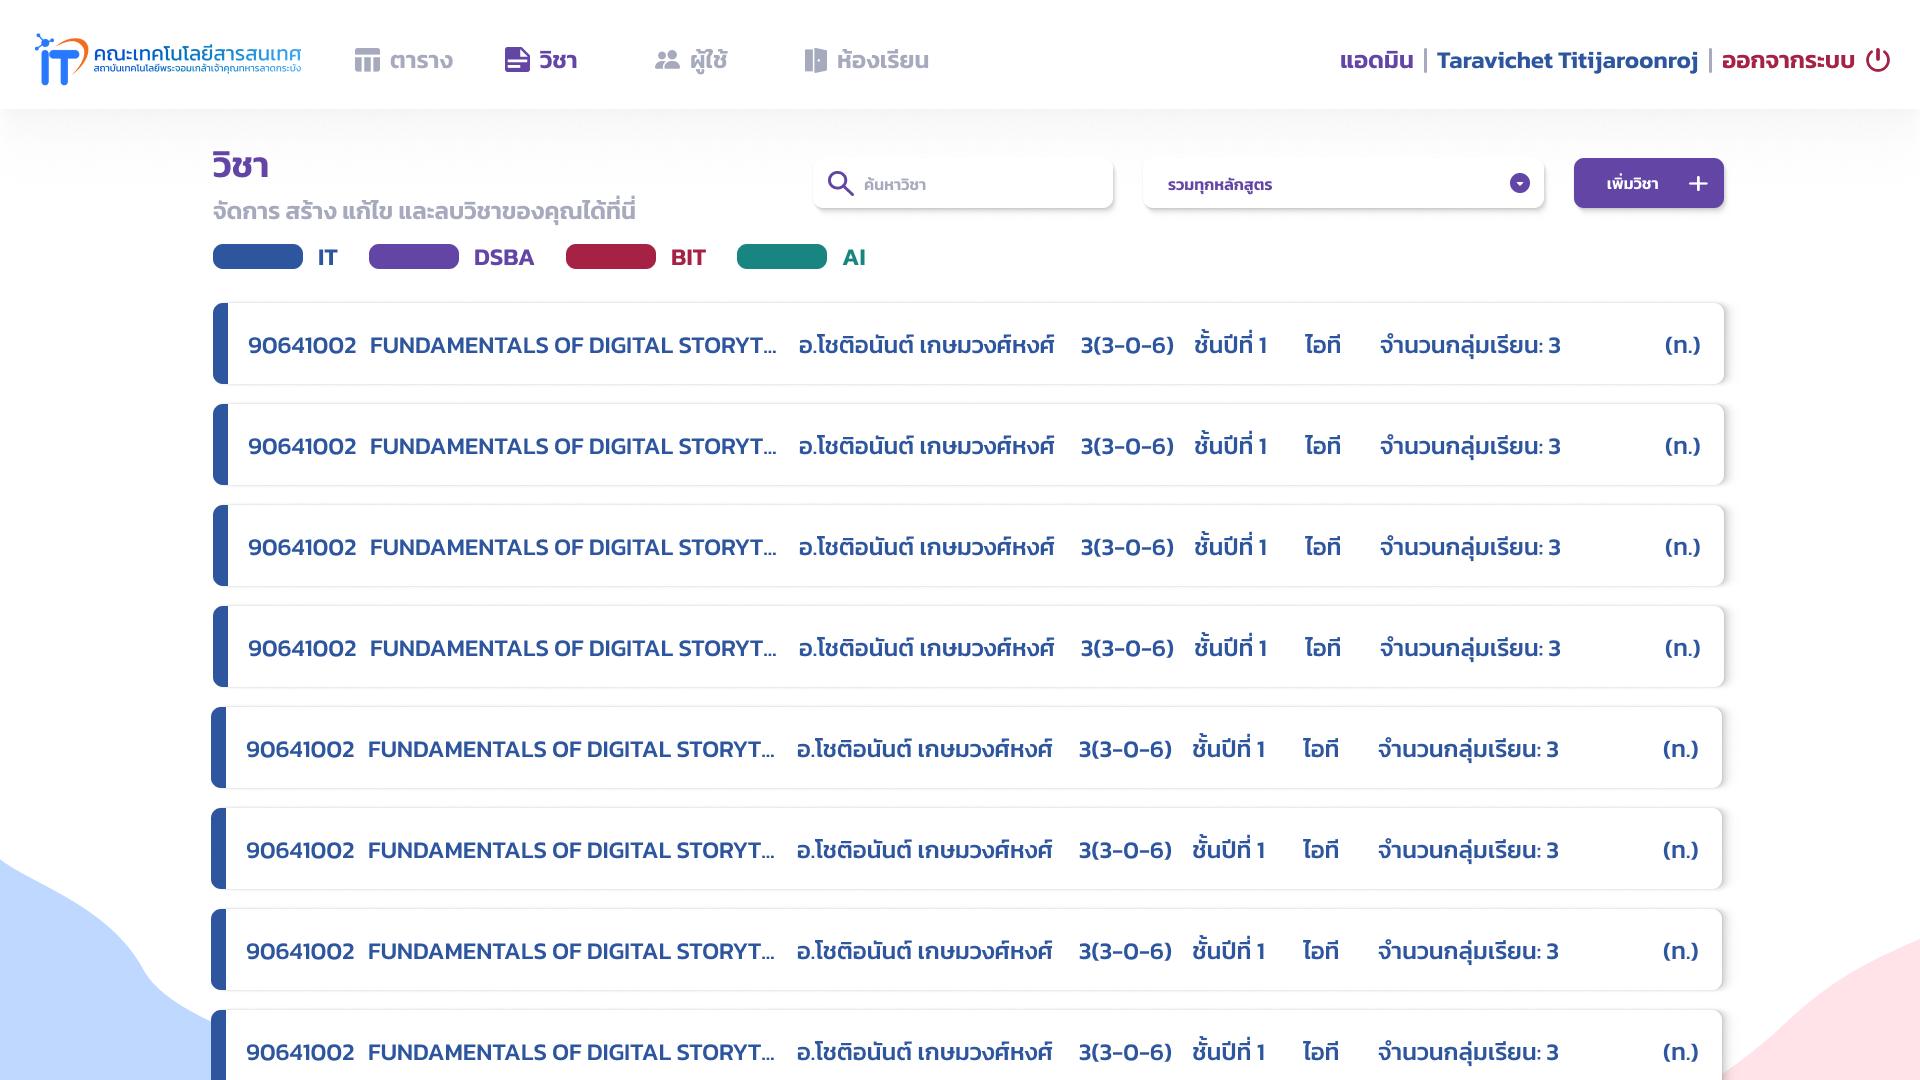 iT คณะเทคโนโลยีสารสนเทศ
สถาบันเทคโนโลยีพระจอมเกล้าเจ้าคุณทหารลาดกระบัง
ตาราง วิชา ผู้ใช้ ห้องเรียน
แอดมิน | Taravichet Titijaroonroj | ออกจากระบบ
วิชา
จัดการ สร้าง แก้ไข และลบวิชาของคุณได้ที่นี่
ค้นหาวิชา รวมทุกหลักสูตร เพิ่มวิชา +
IT DSBA BIT AI
90641002 FUNDAMENTALS OF DIGITAL STORYT... อ.โชติอนันต์ เกษมวงศ์หงศ์ 3(3-0-6) ชั้นปีที่ 1 ไอที จำนวนกลุ่มเรียน: 3 (ท.)
90641002 FUNDAMENTALS OF DIGITAL STORYT... อ.โชติอนันต์ เกษมวงศ์หงศ์ 3(3-0-6) ชั้นปีที่ 1 ไอที จำนวนกลุ่มเรียน: 3 (ท.)
90641002 FUNDAMENTALS OF DIGITAL STORYT... อ.โชติอนันต์ เกษมวงศ์หงศ์ 3(3-0-6) ชั้นปีที่ 1 ไอที จำนวนกลุ่มเรียน: 3 (ท.)
90641002 FUNDAMENTALS OF DIGITAL STORYT... อ.โชติอนันต์ เกษมวงศ์หงศ์ 3(3-0-6) ชั้นปีที่ 1 ไอที จำนวนกลุ่มเรียน: 3 (ท.)
90641002 FUNDAMENTALS OF DIGITAL STORYT... อ.โชติอนันต์ เกษมวงศ์หงศ์ 3(3-0-6) ชั้นปีที่ 1 ไอที จำนวนกลุ่มเรียน: 3 (ท.)
90641002 FUNDAMENTALS OF DIGITAL STORYT... อ.โชติอนันต์ เกษมวงศ์หงศ์ 3(3-0-6) ชั้นปีที่ 1 ไอที จำนวนกลุ่มเรียน: 3 (ท.)
90641002 FUNDAMENTALS OF DIGITAL STORYT... อ.โชติอนันต์ เกษมวงศ์หงศ์ 3(3-0-6) ชั้นปีที่ 1 ไอที จำนวนกลุ่มเรียน: 3 (ท.)
90641002 FUNDAMENTALS OF DIGITAL STORYT... อ.โชติอนันต์ เกษมวงศ์หงศ์ 3(3-0-6) ชั้นปีที่ 1 ไอที จำนวนกลุ่มเรียน: 3 (ท.)